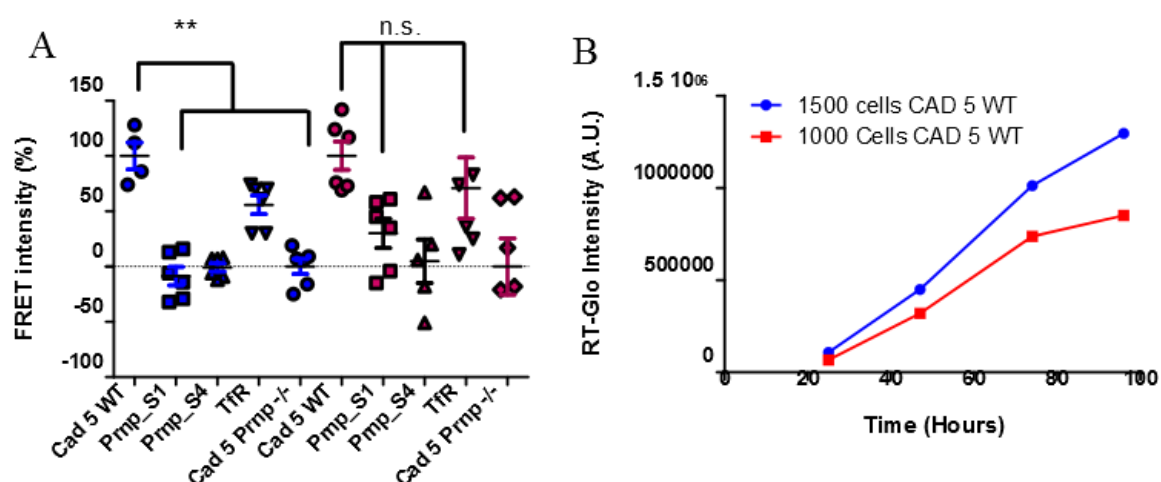 A
**
n.s.
FRET intensity (%)
150
100
50
0
-50
-100
Cad 5 WT
Prnp_S1
Prnp_S4
TfR
Cad 5 Prnp -/-
Cad 5 WT
Prnp_S1
Prnp_S4
TfR
Cad 5 Prnp -/-
B
RT-Glo Intensity (A.U.)
1.5 10⁰⁶
1000000
500000
0
1500 cells CAD 5 WT
1000 Cells CAD 5 WT
0
20
40
60
80
100
Time (Hours)